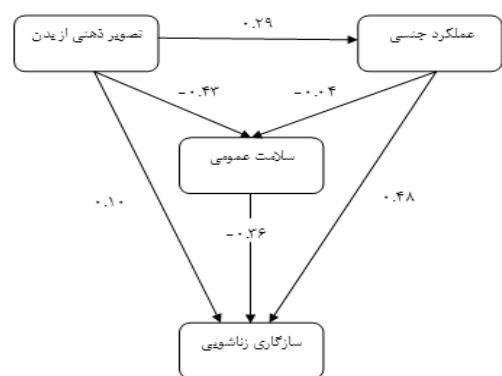 ۰.۲۹
عملکرد جنسی
تصویر ذهنی از بدن
-۰.۴۳
-۰.۰۴
سلامت عمومی
۰.۱۰
-۰.۳۶
۰.۴۸
سازگاری زناشویی